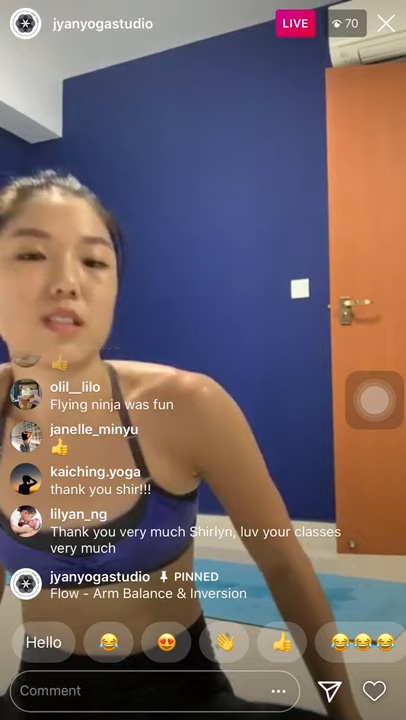 jyanyogastudio
LIVE
70
olil__lilo
Flying ninja was fun
janelle_minyu
👍
kaiching.yoga
thank you shir!!!
lilyan_ng
Thank you very much Shirlyn, luv your classes
very much
jyanyogastudio PINNED
Flow - Arm Balance & Inversion
Hello 😂 😍 👋 👍 😂😂😂
Comment